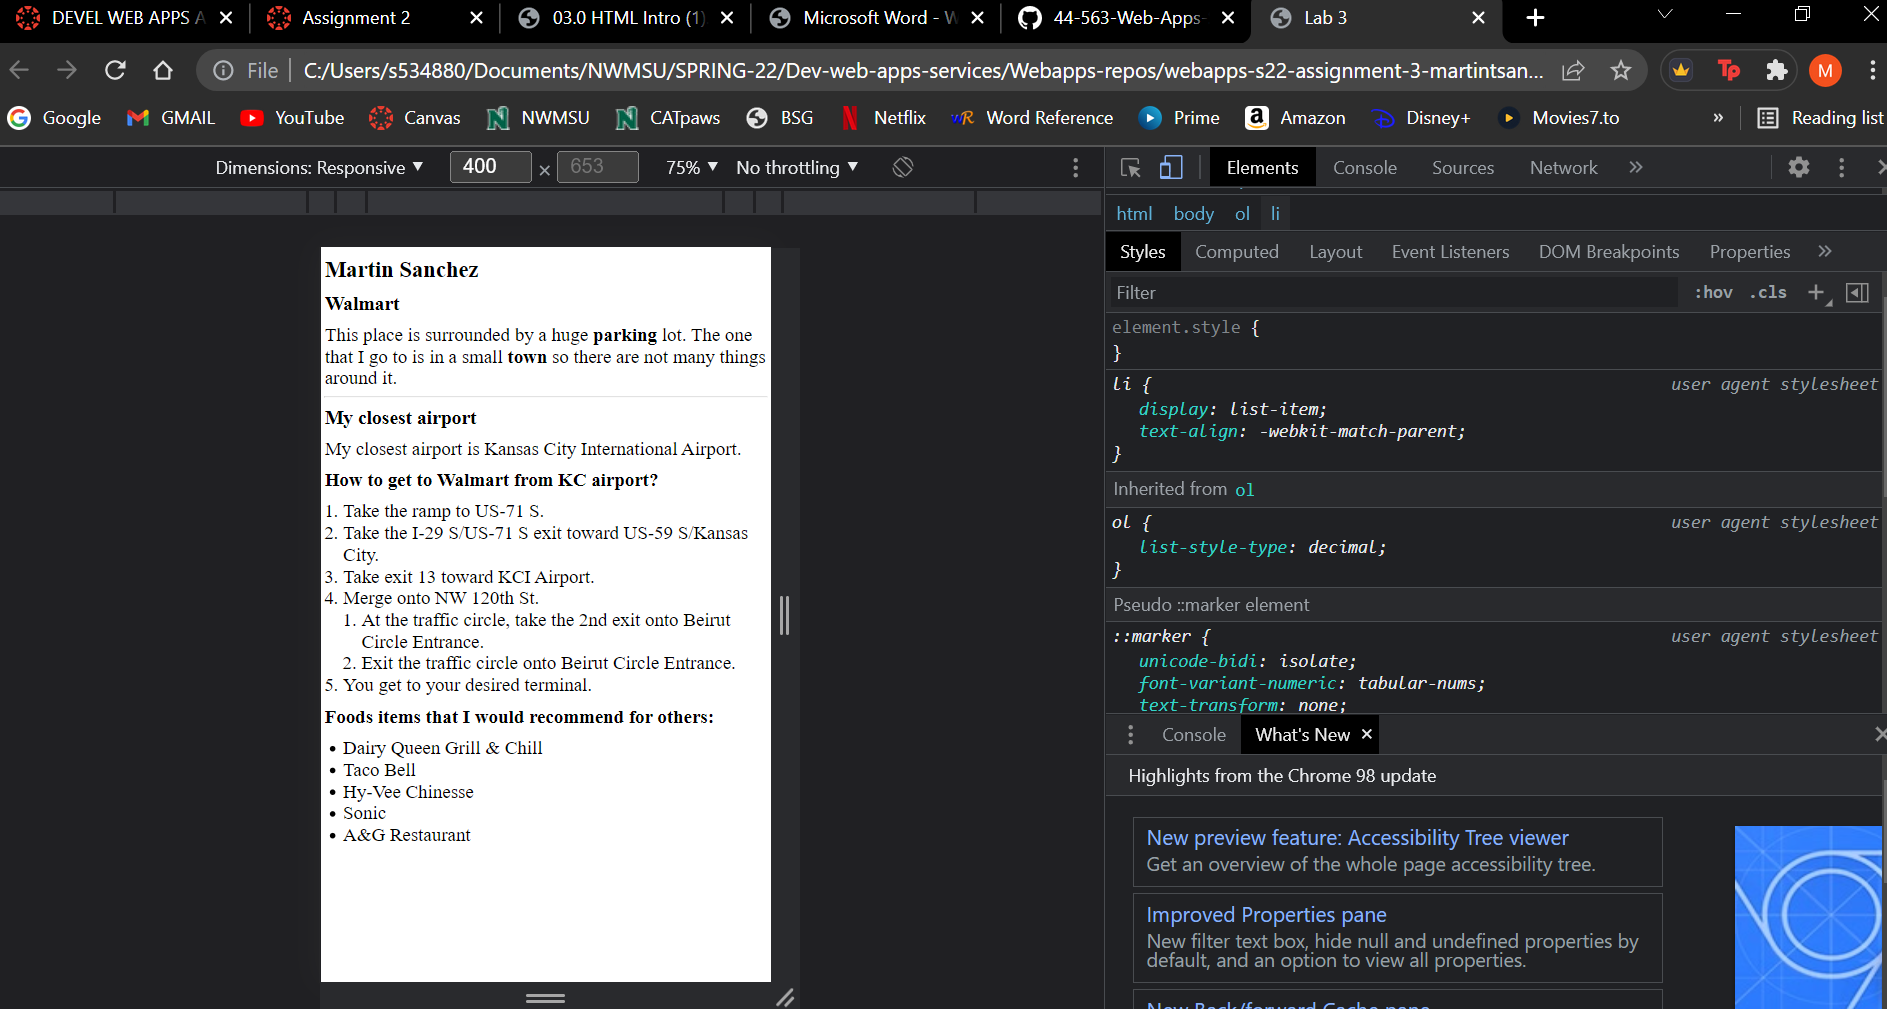 DEVEL WEB APPS A
Assignment 2
03.0 HTML Intro (1)
Microsoft Word - W
44-563-Web-Apps-
Lab 3
File
C:/Users/s534880/Documents/NWMSU/SPRING-22/Dev-web-apps-services/Webapps-repos/webapps-s22-assignment-3-martintsan...
Tp
M
Google
GMAIL
YouTube
Canvas
NWMSU
CATpaws
BSG
Netflix
Word Reference
Prime
Amazon
Disney+
Movies7.to
»
Reading list
Dimensions: Responsive
400
×
653
75%
No throttling
Martin Sanchez
Walmart
This place is surrounded by a huge parking lot. The one
that I go to is in a small town so there are not many things
around it.
My closest airport
My closest airport is Kansas City International Airport.
How to get to Walmart from KC airport?
1. Take the ramp to US-71 S.
2. Take the I-29 S/US-71 S exit toward US-59 S/Kansas
City.
3. Take exit 13 toward KCI Airport.
4. Merge onto NW 120th St.
1. At the traffic circle, take the 2nd exit onto Beirut
Circle Entrance.
2. Exit the traffic circle onto Beirut Circle Entrance.
5. You get to your desired terminal.
Foods items that I would recommend for others:
• Dairy Queen Grill & Chill
• Taco Bell
• Hy-Vee Chinesse
• Sonic
• A&G Restaurant
Elements
Console
Sources
Network
»
html body ol li
Styles
Computed
Layout
Event Listeners
DOM Breakpoints
Properties
»
Filter
:hov .cls +
element.style {
}
li { user agent stylesheet
display: list-item;
text-align: -webkit-match-parent;
}
Inherited from ol
ol { user agent stylesheet
list-style-type: decimal;
}
Pseudo ::marker element
::marker { user agent stylesheet
unicode-bidi: isolate;
font-variant-numeric: tabular-nums;
text-transform: none;
Console
What's New ×
Highlights from the Chrome 98 update
New preview feature: Accessibility Tree viewer
Get an overview of the whole page accessibility tree.
Improved Properties pane
New filter text box, hide null and undefined properties by
default, and an option to view all properties.
New Back/forward Cache pane